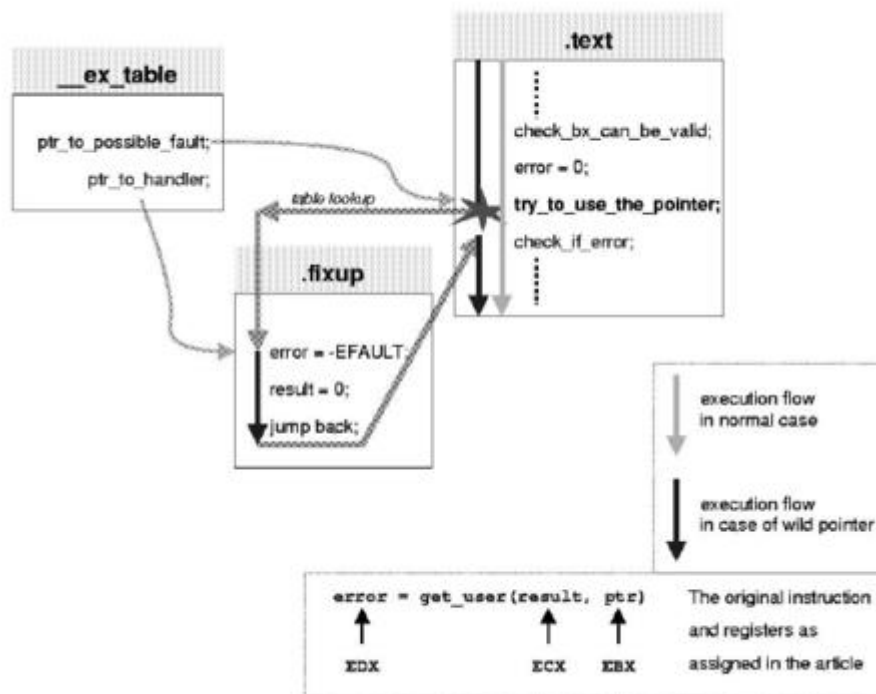 .text
__ex_table
check_bx_can_be_valid;
ptr_to_possible_fault;
error = 0;
ptr_to_handler;
table lookup
try_to_use_the_pointer;
check_if_error;
.fixup
error = -EFAULT;
result = 0;
jump back;
execution flow
in normal case
execution flow
in case of wild pointer
error = get_user(result, ptr)
The original instruction
and registers as
assigned in the article
EDX ECX EBX